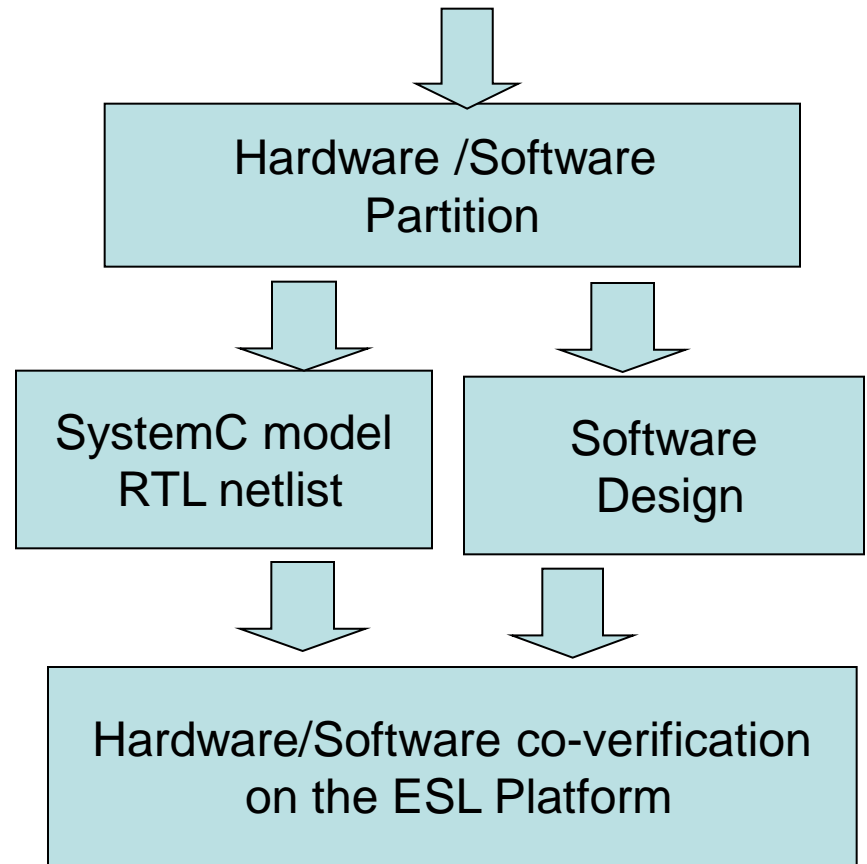 Hardware /Software
Partition
SystemC model
RTL netlist
Software
Design
Hardware/Software co-verification
on the ESL Platform